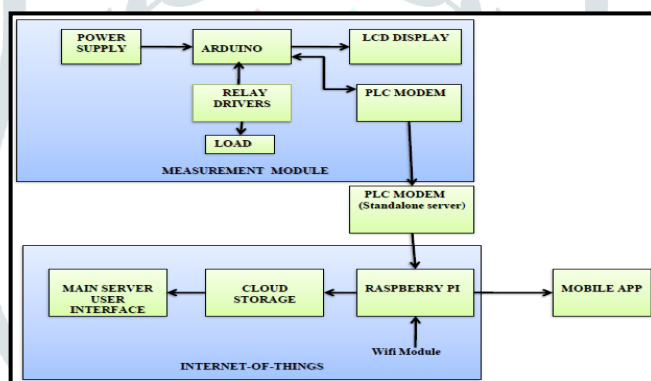 POWER
SUPPLY
ARDUINO
LCD DISPLAY
RELAY
DRIVERS
PLC MODEM
LOAD
MEASUREMENT MODULE
PLC MODEM
(Standalone server)
MAIN SERVER
USER
INTERFACE
CLOUD
STORAGE
RASPBERRY PI
MOBILE APP
Wifi Module
INTERNET-OF-THINGS